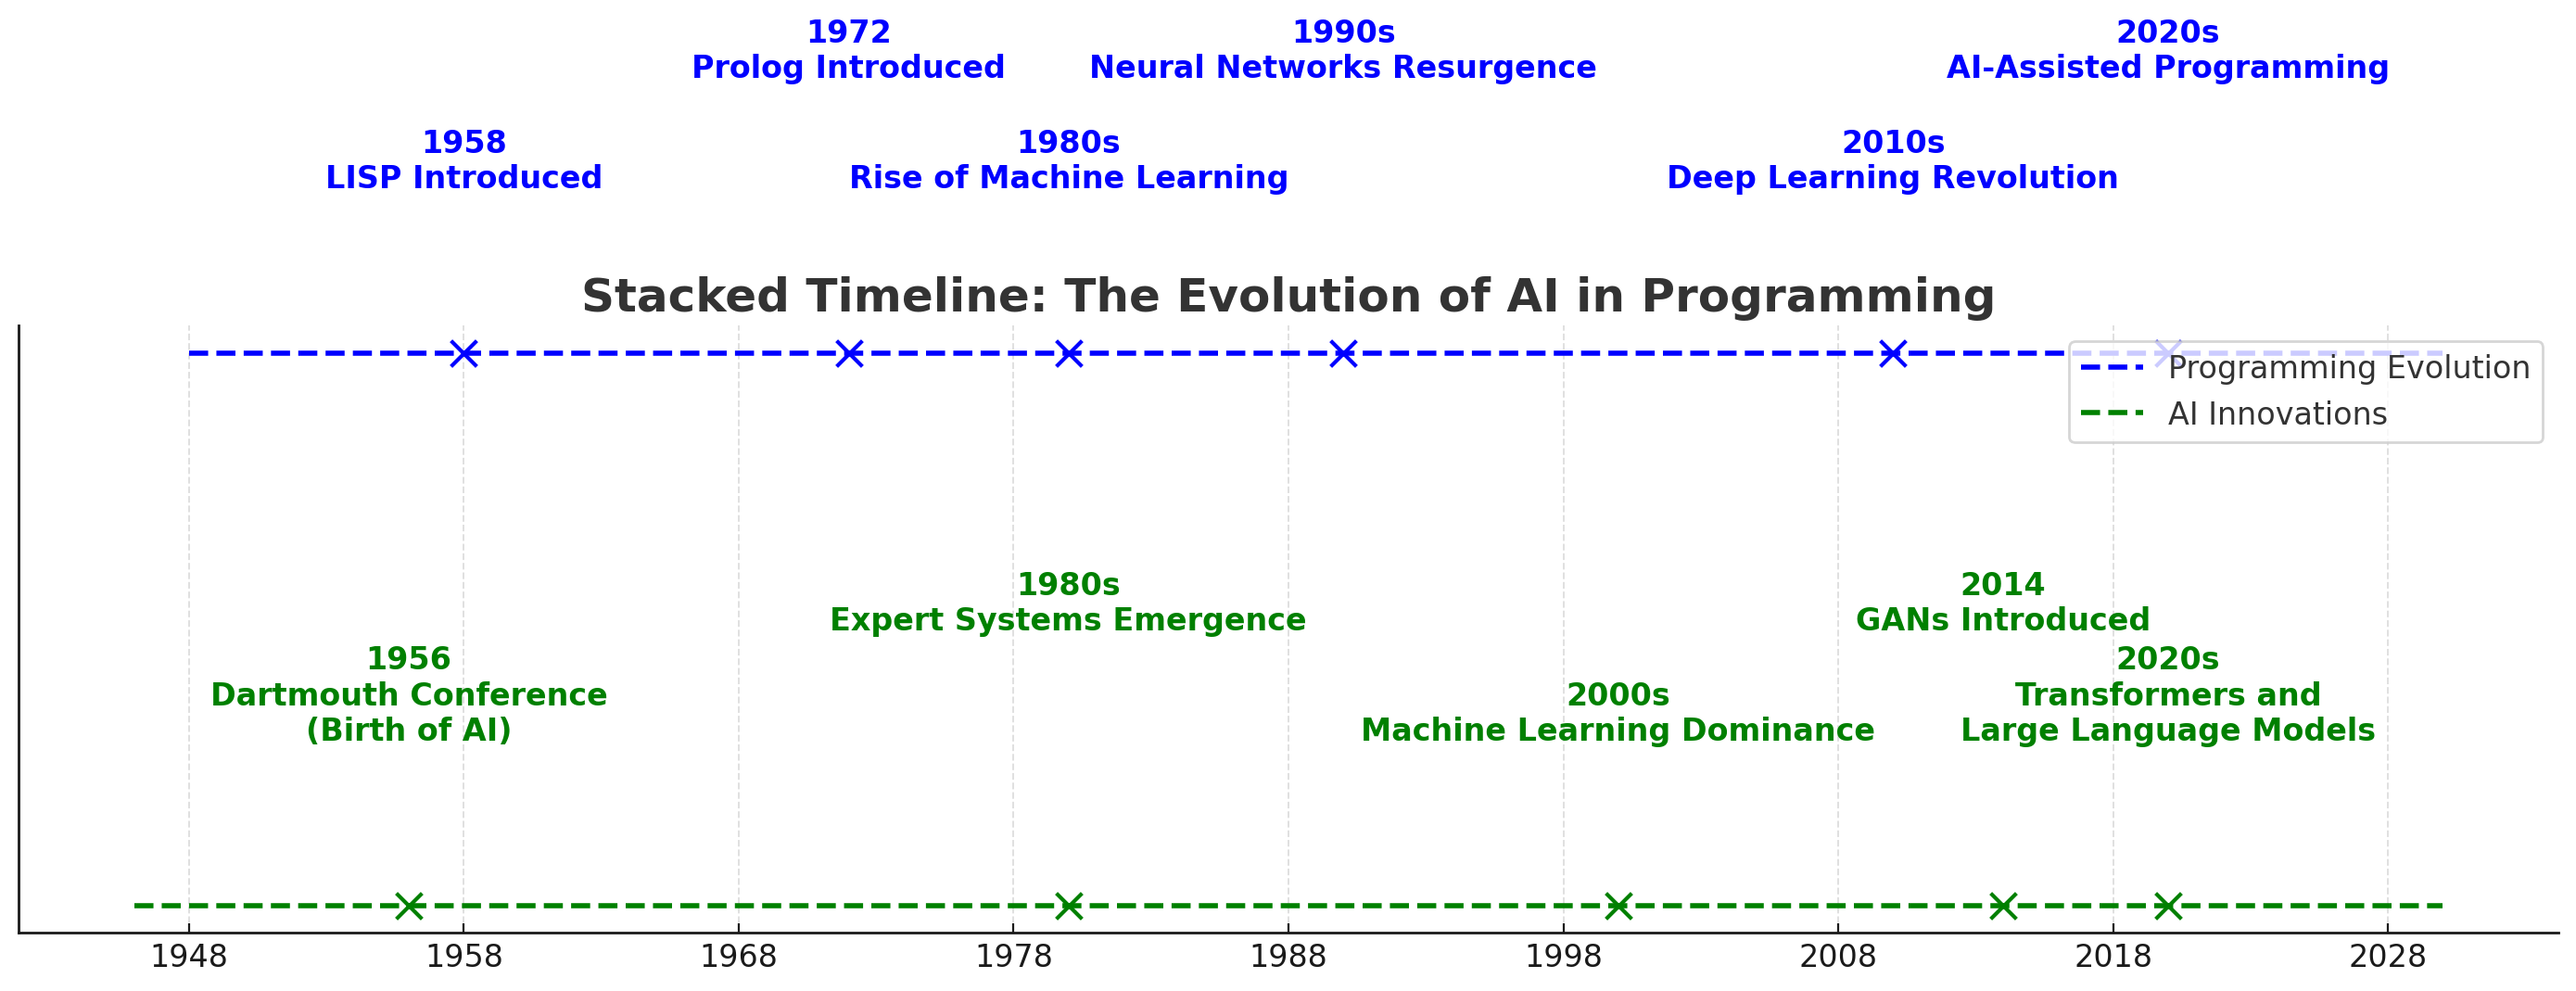 1972
Prolog Introduced
1990s
Neural Networks Resurgence
2020s
AI-Assisted Programming
1958
LISP Introduced
1980s
Rise of Machine Learning
2010s
Deep Learning Revolution
Stacked Timeline: The Evolution of AI in Programming
Programming Evolution
AI Innovations
1980s
Expert Systems Emergence
2014
GANs Introduced
1956
Dartmouth Conference
(Birth of AI)
2000s
Machine Learning Dominance
2020s
Transformers and
Large Language Models
1948
1958
1968
1978
1988
1998
2008
2018
2028